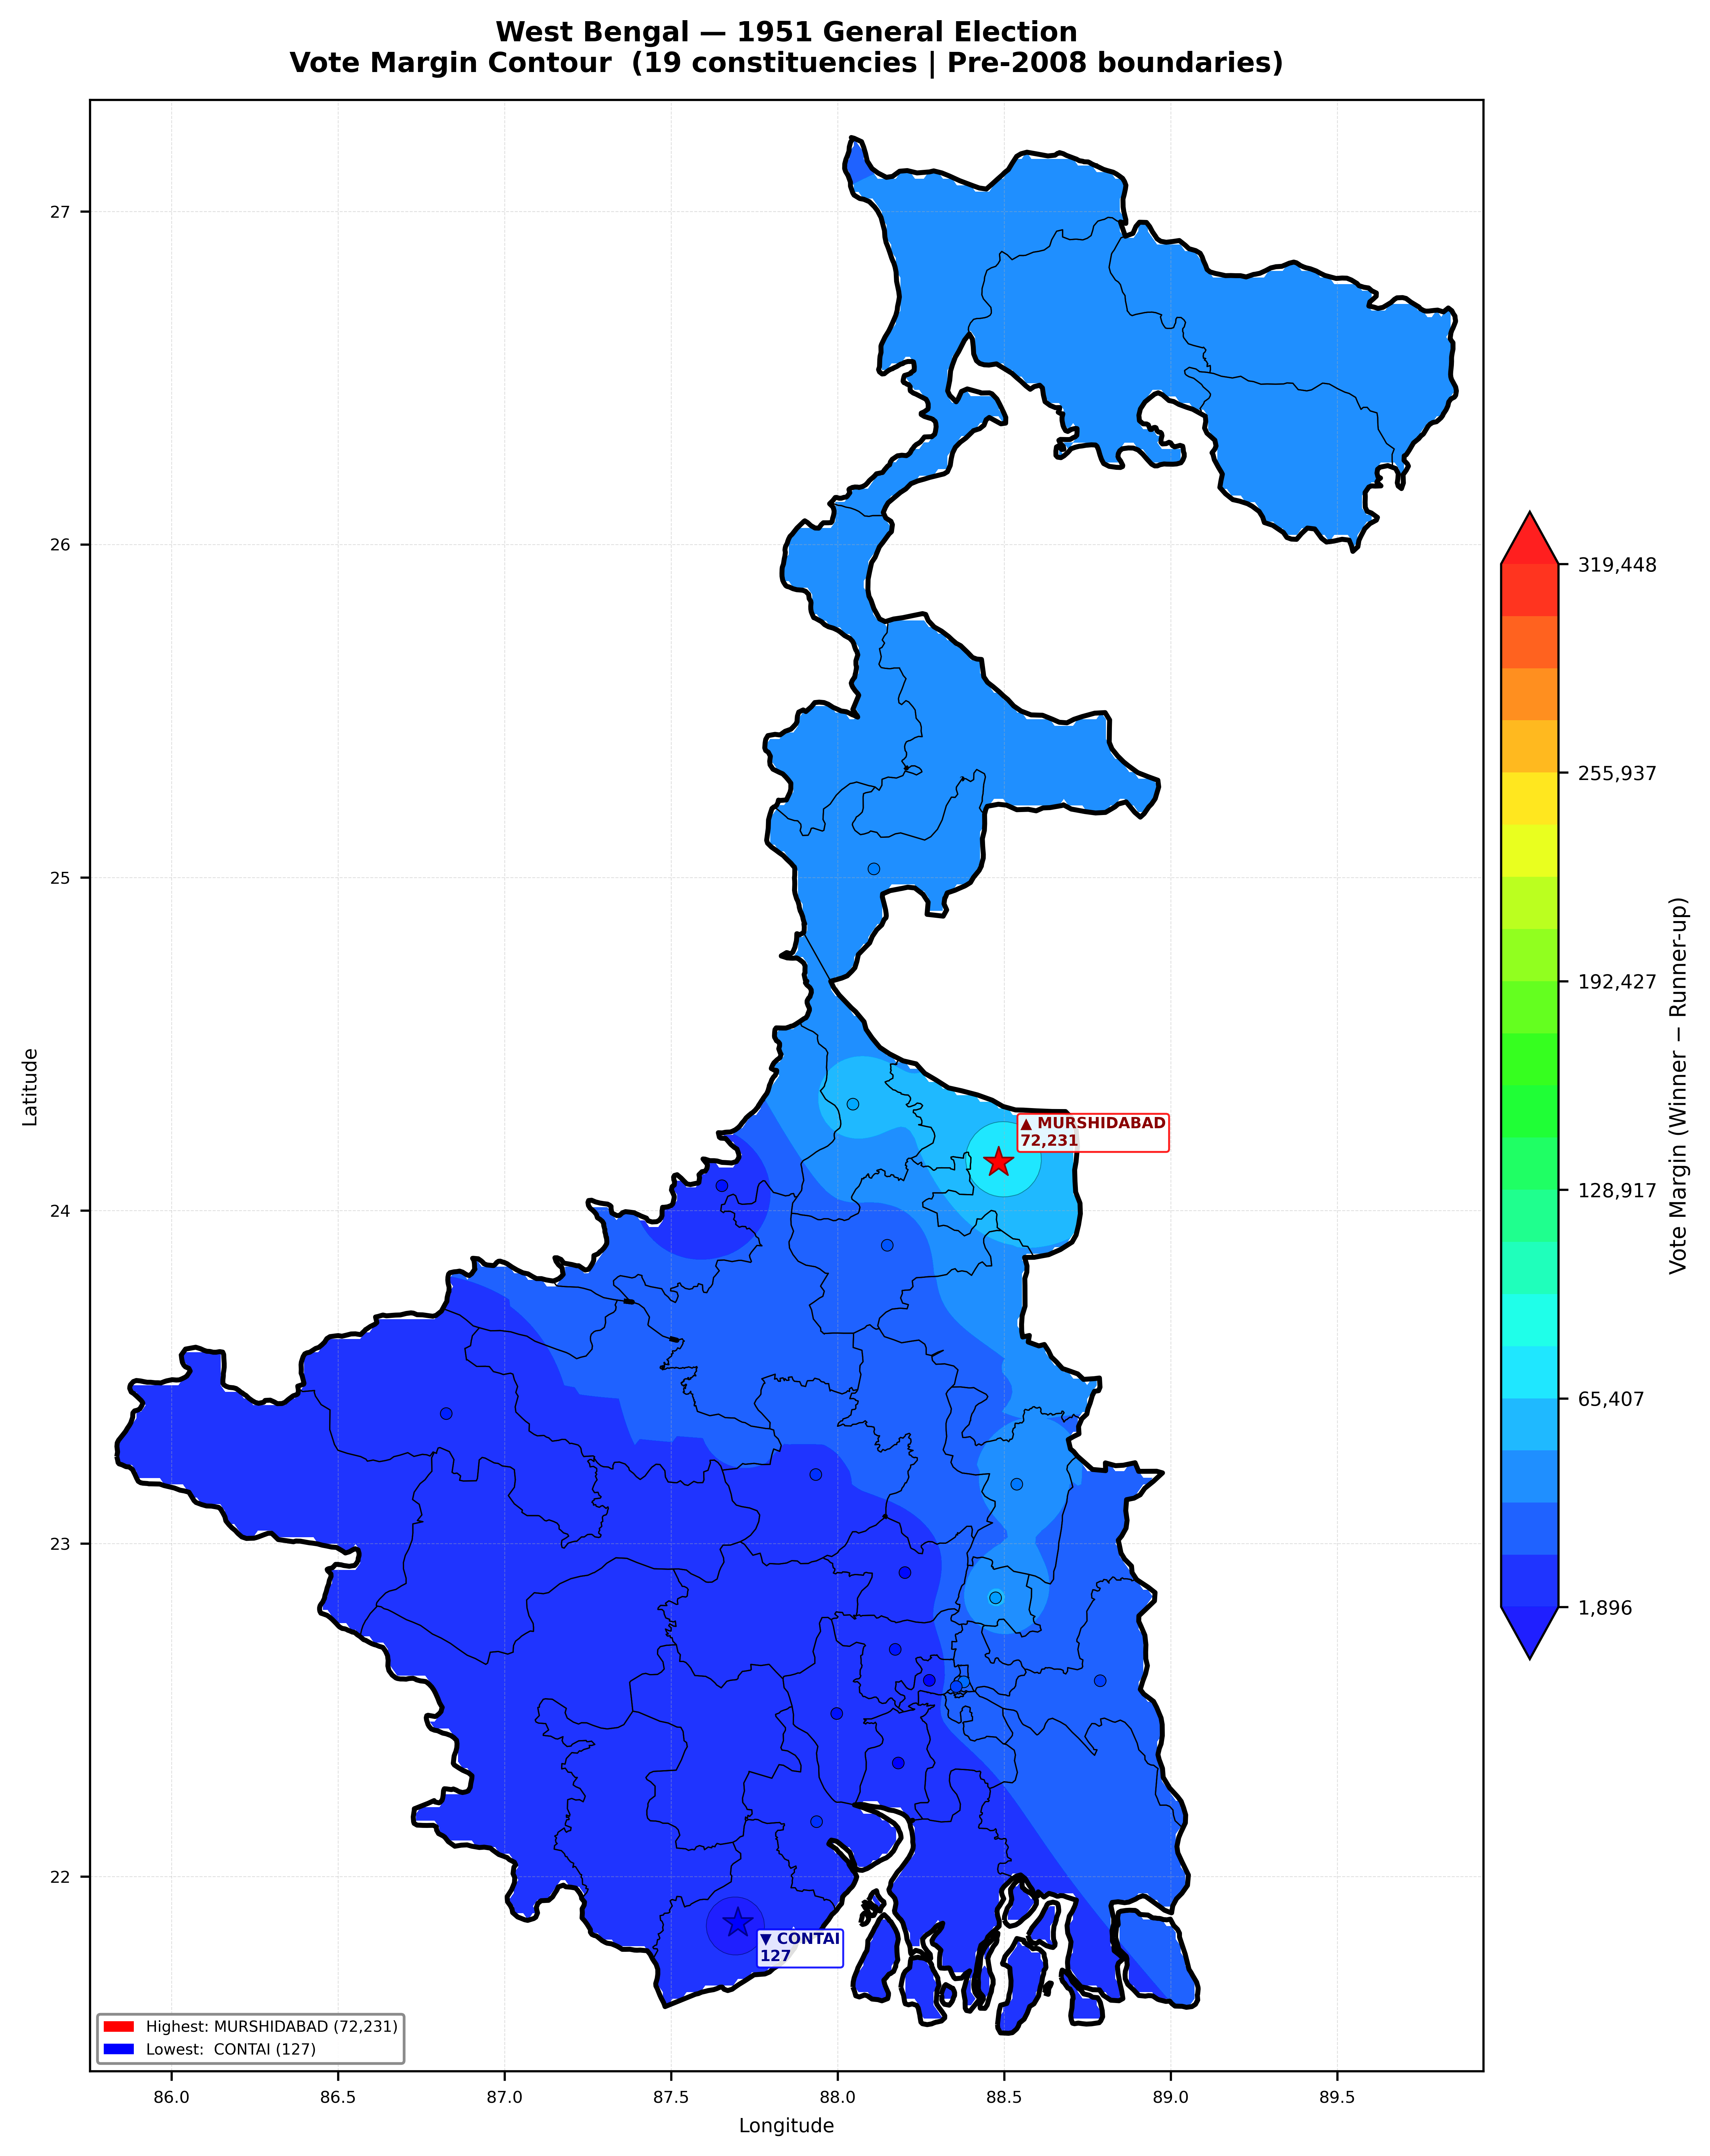 West Bengal — 1951 General Election
Vote Margin Contour (19 constituencies | Pre-2008 boundaries)
27
26
25
24
23
22
Latitude
86.0
86.5
87.0
87.5
88.0
88.5
89.0
89.5
Longitude
▲ MURSHIDABAD
72,231
▼ CONTAI
127
Highest: MURSHIDABAD (72,231)
Lowest: CONTAI (127)
319,448
255,937
192,427
128,917
65,407
1,896
Vote Margin (Winner − Runner-up)